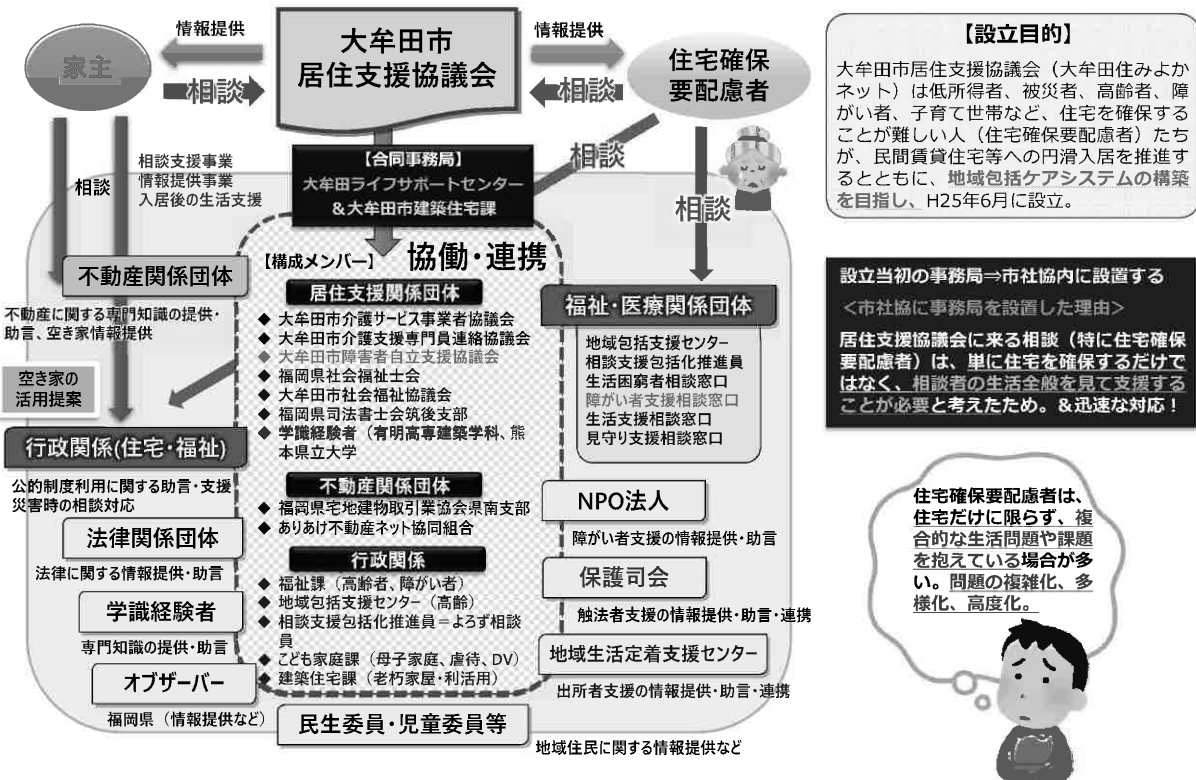 情報提供
大牟田市
居住支援協議会
情報提供
家主
相談
相談
住宅確保
要配慮者
相談
相談支援事業
情報提供事業
入居後の生活支援
【合同事務局】
大牟田ライフサポートセンター
&大牟田市建築住宅課
相談
相談
不動産関係団体
不動産に関する専門知識の提供・
助言、空き家情報提供
空き家の
活用提案
行政関係(住宅・福祉)
公的制度利用に関する助言・支援
災害時の相談対応
法律関係団体
法律に関する情報提供・助言
学識経験者
専門知識の提供・助言
オブザーバー
福岡県(情報提供など)
【構成メンバー】
協働・連携
居住支援関係団体
◆ 大牟田市介護サービス事業者協議会
◆ 大牟田市介護支援専門員連絡協議会
◆ 大牟田市障害者自立支援協議会
◆ 福岡県社会福祉士会
◆ 大牟田市社会福祉協議会
◆ 福岡県司法書士会筑後支部
◆ 学識経験者(有明高専建築学科、熊
本県立大学
不動産関係団体
◆ 福岡県宅地建物取引業協会県南支部
◆ ありあけ不動産ネット協同組合
行政関係
◆ 福祉課(高齢者、障がい者)
◆ 地域包括支援センター(高齢)
◆ 相談支援包括化推進員=よろず相談
員
◆ こども家庭課(母子家庭、虐待、DV)
◆ 建築住宅課(老朽家屋・利活用)
民生委員・児童委員等
地域住民に関する情報提供など
福祉・医療関係団体
地域包括支援センター
相談支援包括化推進員
生活困窮者相談窓口
障がい者支援相談窓口
生活支援相談窓口
見守り支援相談窓口
NPO法人
障がい者支援の情報提供・助言
保護司会
触法者支援の情報提供・助言・連携
地域生活定着支援センター
出所者支援の情報提供・助言・連携
【設立目的】
大牟田市居住支援協議会(大牟田住みよか
ネット)は低所得者、被災者、高齢者、障
がい者、子育て世帯など、住宅を確保する
ことが難しい人(住宅確保要配慮者)たち
が、民間賃貸住宅等への円滑入居を推進す
るとともに、地域包括ケアシステムの構築
を目指し、H25年6月に設立。
設立当初の事務局⇒市社協内に設置する
<市社協に事務局を設置した理由>
居住支援協議会に来る相談(特に住宅確保
要配慮者)は、単に住宅を確保するだけで
はなく、相談者の生活全般を見て支援する
ことが必要と考えたため。&迅速な対応!
住宅確保要配慮者は、
住宅だけに限らず、複
合的な生活問題や課題
を抱えている場合が多
い。問題の複雑化、多
様化、高度化。